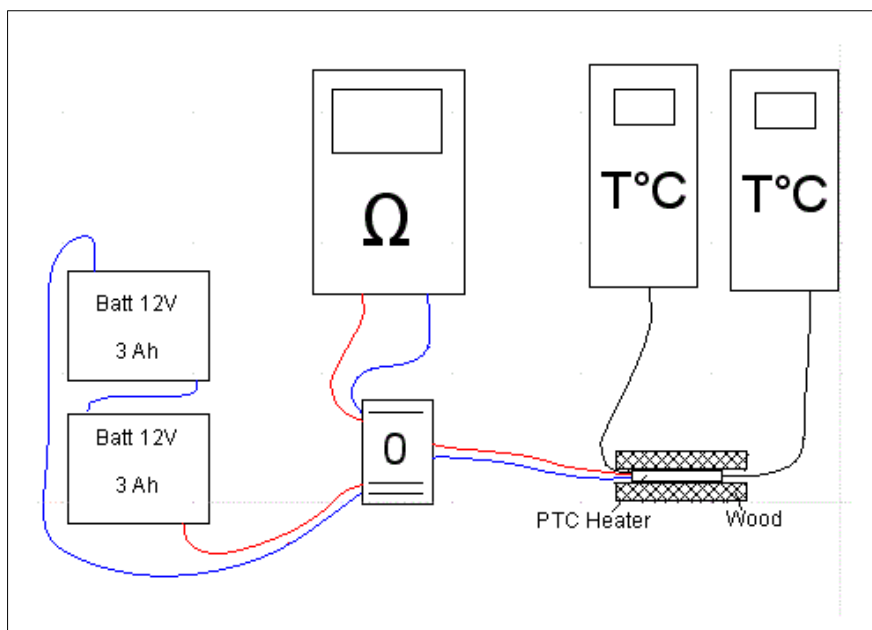 Ω
T°C
T°C
Batt 12V
3 Ah
Batt 12V
3 Ah
0
PTC Heater
Wood